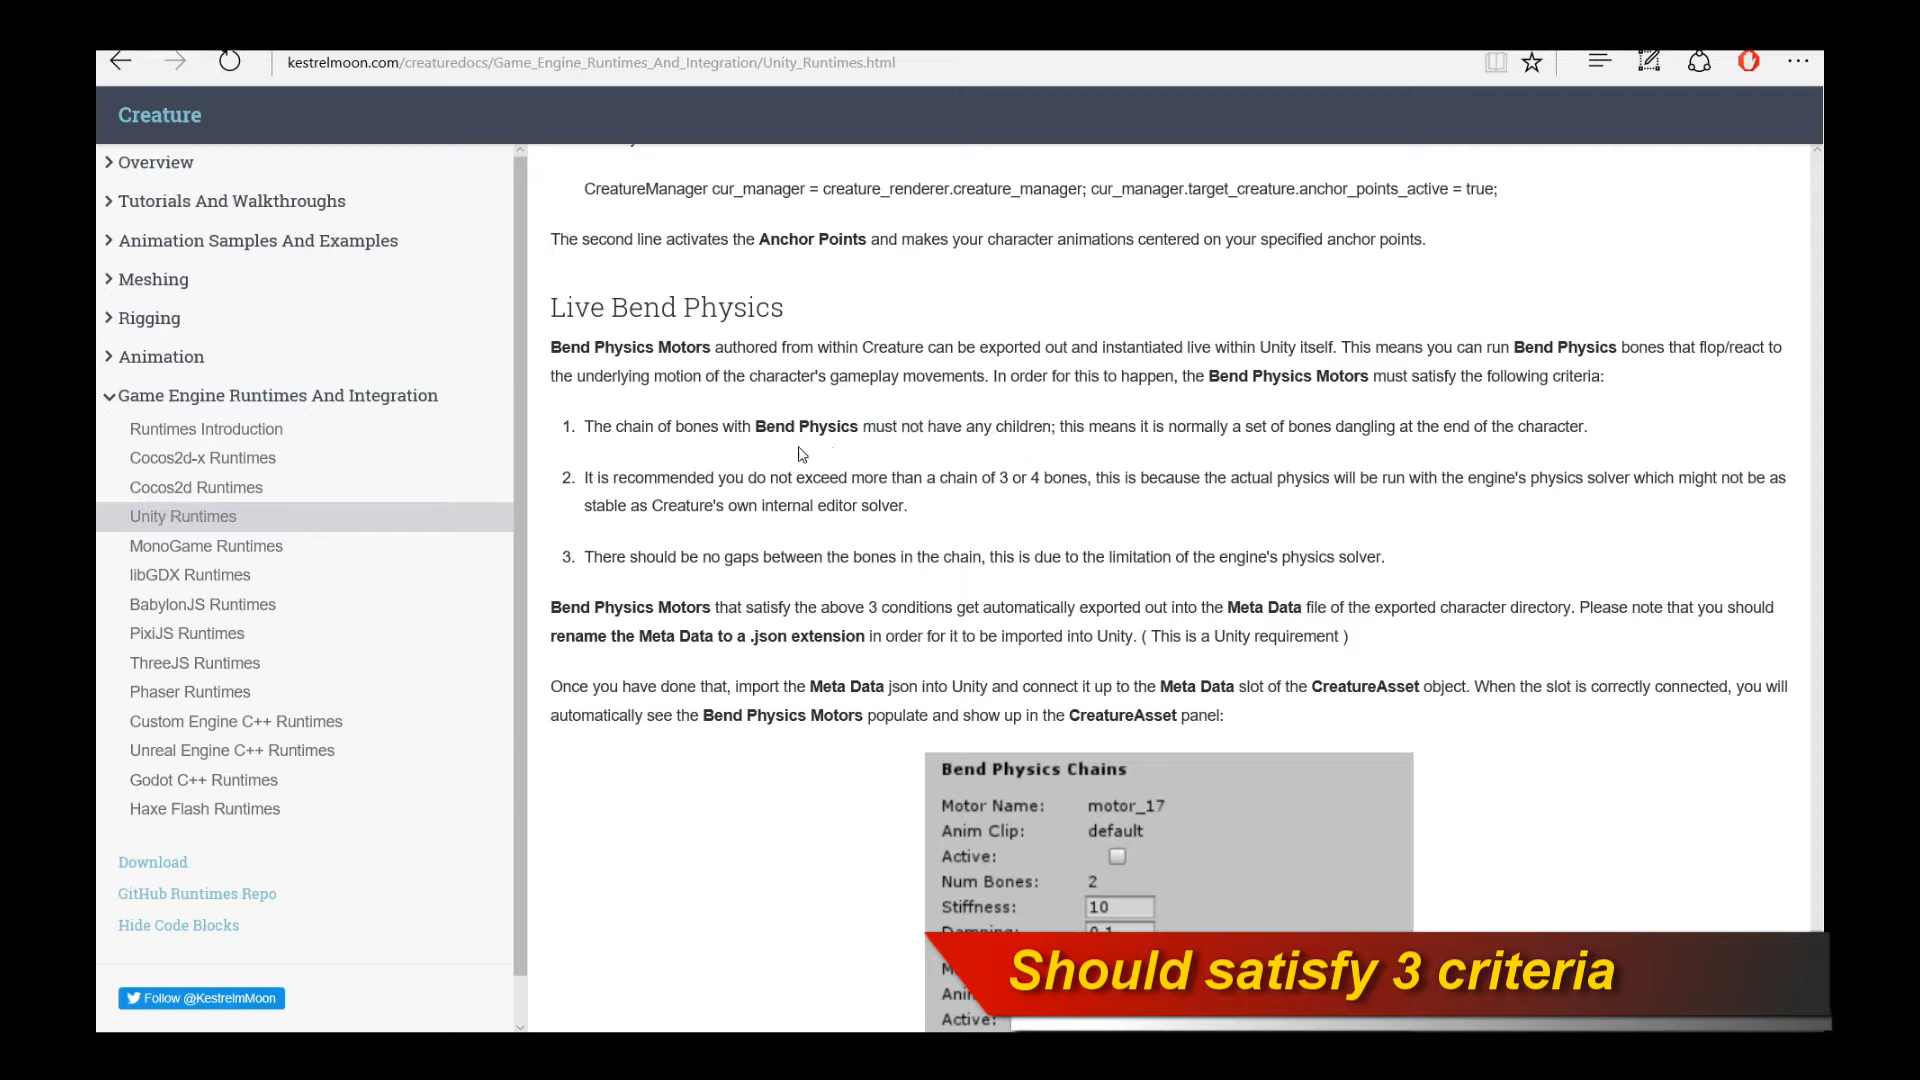 kestrelmoon.com/creaturedocs/Game_Engine_Runtimes_And_Integration/Unity_Runtimes.html
Creature
Overview
Tutorials And Walkthroughs
Animation Samples And Examples
Meshing
Rigging
Animation
Game Engine Runtimes And Integration
Runtimes Introduction
Cocos2d-x Runtimes
Cocos2d Runtimes
Unity Runtimes
MonoGame Runtimes
libGDX Runtimes
BabylonJS Runtimes
PixiJS Runtimes
ThreeJS Runtimes
Phaser Runtimes
Custom Engine C++ Runtimes
Unreal Engine C++ Runtimes
Godot C++ Runtimes
Haxe Flash Runtimes
Download
GitHub Runtimes Repo
Hide Code Blocks
Follow @KestrelmMoon
CreatureManager cur_manager = creature_renderer.creature_manager; cur_manager.target_creature.anchor_points_active = true;
The second line activates the Anchor Points and makes your character animations centered on your specified anchor points.
Live Bend Physics
Bend Physics Motors authored from within Creature can be exported out and instantiated live within Unity itself. This means you can run Bend Physics bones that flop/react to
the underlying motion of the character's gameplay movements. In order for this to happen, the Bend Physics Motors must satisfy the following criteria:
1. The chain of bones with Bend Physics must not have any children; this means it is normally a set of bones dangling at the end of the character.
2. It is recommended you do not exceed more than a chain of 3 or 4 bones, this is because the actual physics will be run with the engine's physics solver which might not be as
stable as Creature's own internal editor solver.
3. There should be no gaps between the bones in the chain, this is due to the limitation of the engine's physics solver.
Bend Physics Motors that satisfy the above 3 conditions get automatically exported out into the Meta Data file of the exported character directory. Please note that you should
rename the Meta Data to a .json extension in order for it to be imported into Unity. ( This is a Unity requirement )
Once you have done that, import the Meta Data json into Unity and connect it up to the Meta Data slot of the CreatureAsset object. When the slot is correctly connected, you will
automatically see the Bend Physics Motors populate and show up in the CreatureAsset panel:
Bend Physics Chains
Motor Name: motor_17
Anim Clip: default
Active:
Num Bones: 2
Stiffness: 10
Damping: 0.1
Should satisfy 3 criteria
Active: